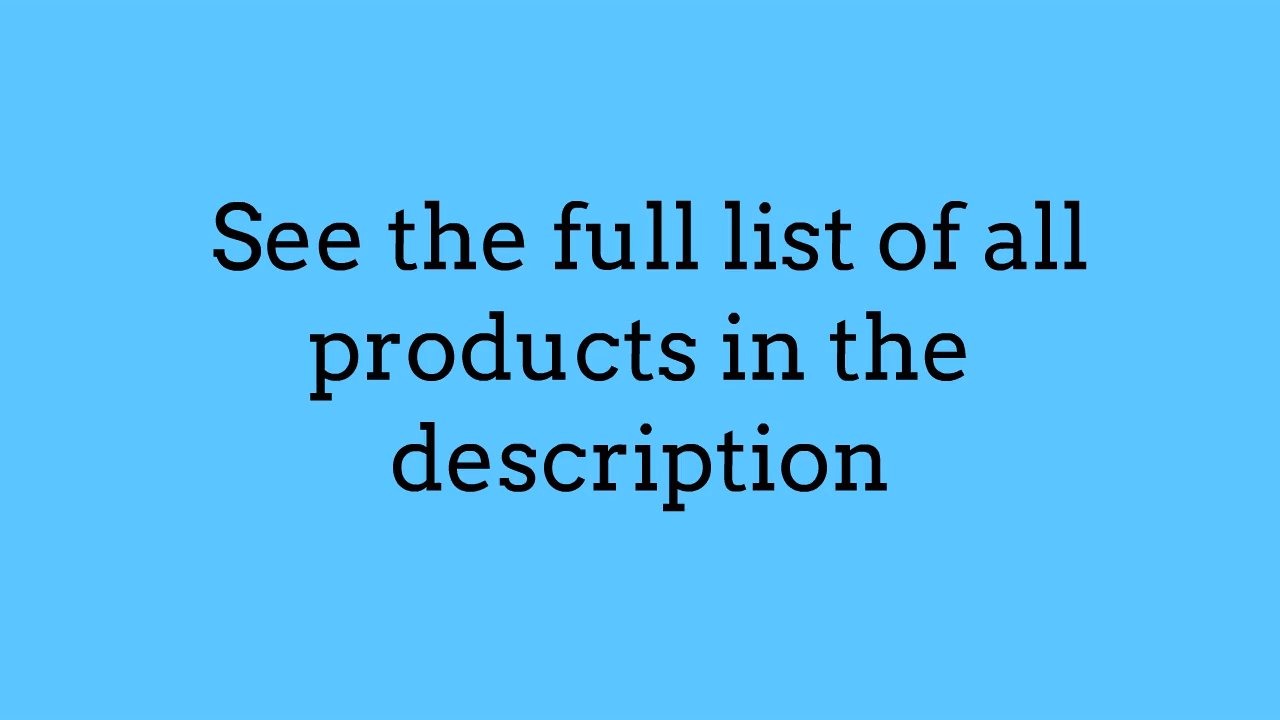 See the full list of all
products in the
description